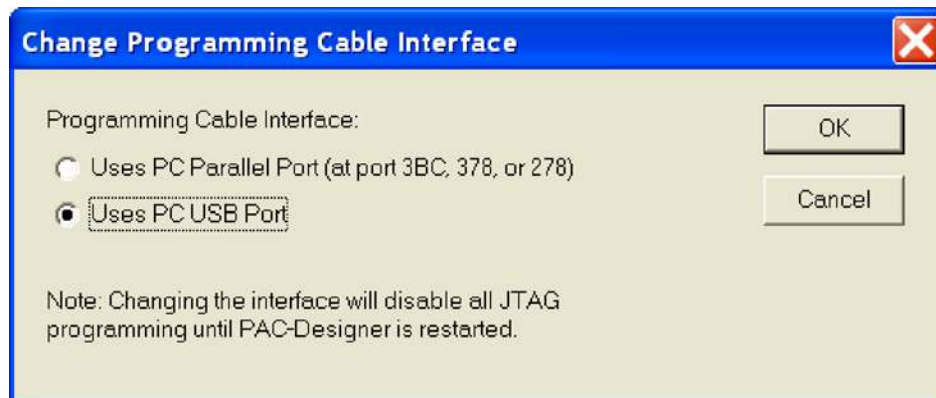 Change Programming Cable Interface
Programming Cable Interface:
Uses PC Parallel Port (at port 3BC, 378, or 278)
Uses PC USB Port
OK
Cancel
Note: Changing the interface will disable all JTAG
programming until PAC-Designer is restarted.